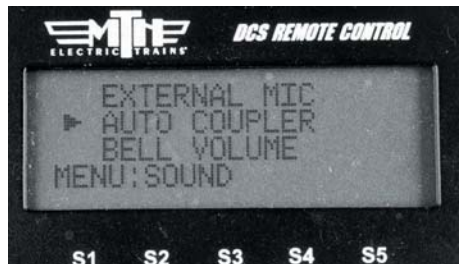 MTH
ELECTRIC TRAINS
DCS REMOTE CONTROL
EXTERNAL MIC
AUTO COUPLER
BELL VOLUME
MENU:SOUND
S1 S2 S3 S4 S5